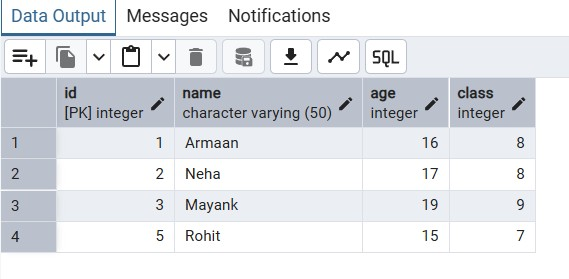 Data Output Messages Notifications
SQL
id name age class
[PK] integer character varying (50) integer integer
1 1 Armaan 16 8
2 2 Neha 17 8
3 3 Mayank 19 9
4 5 Rohit 15 7